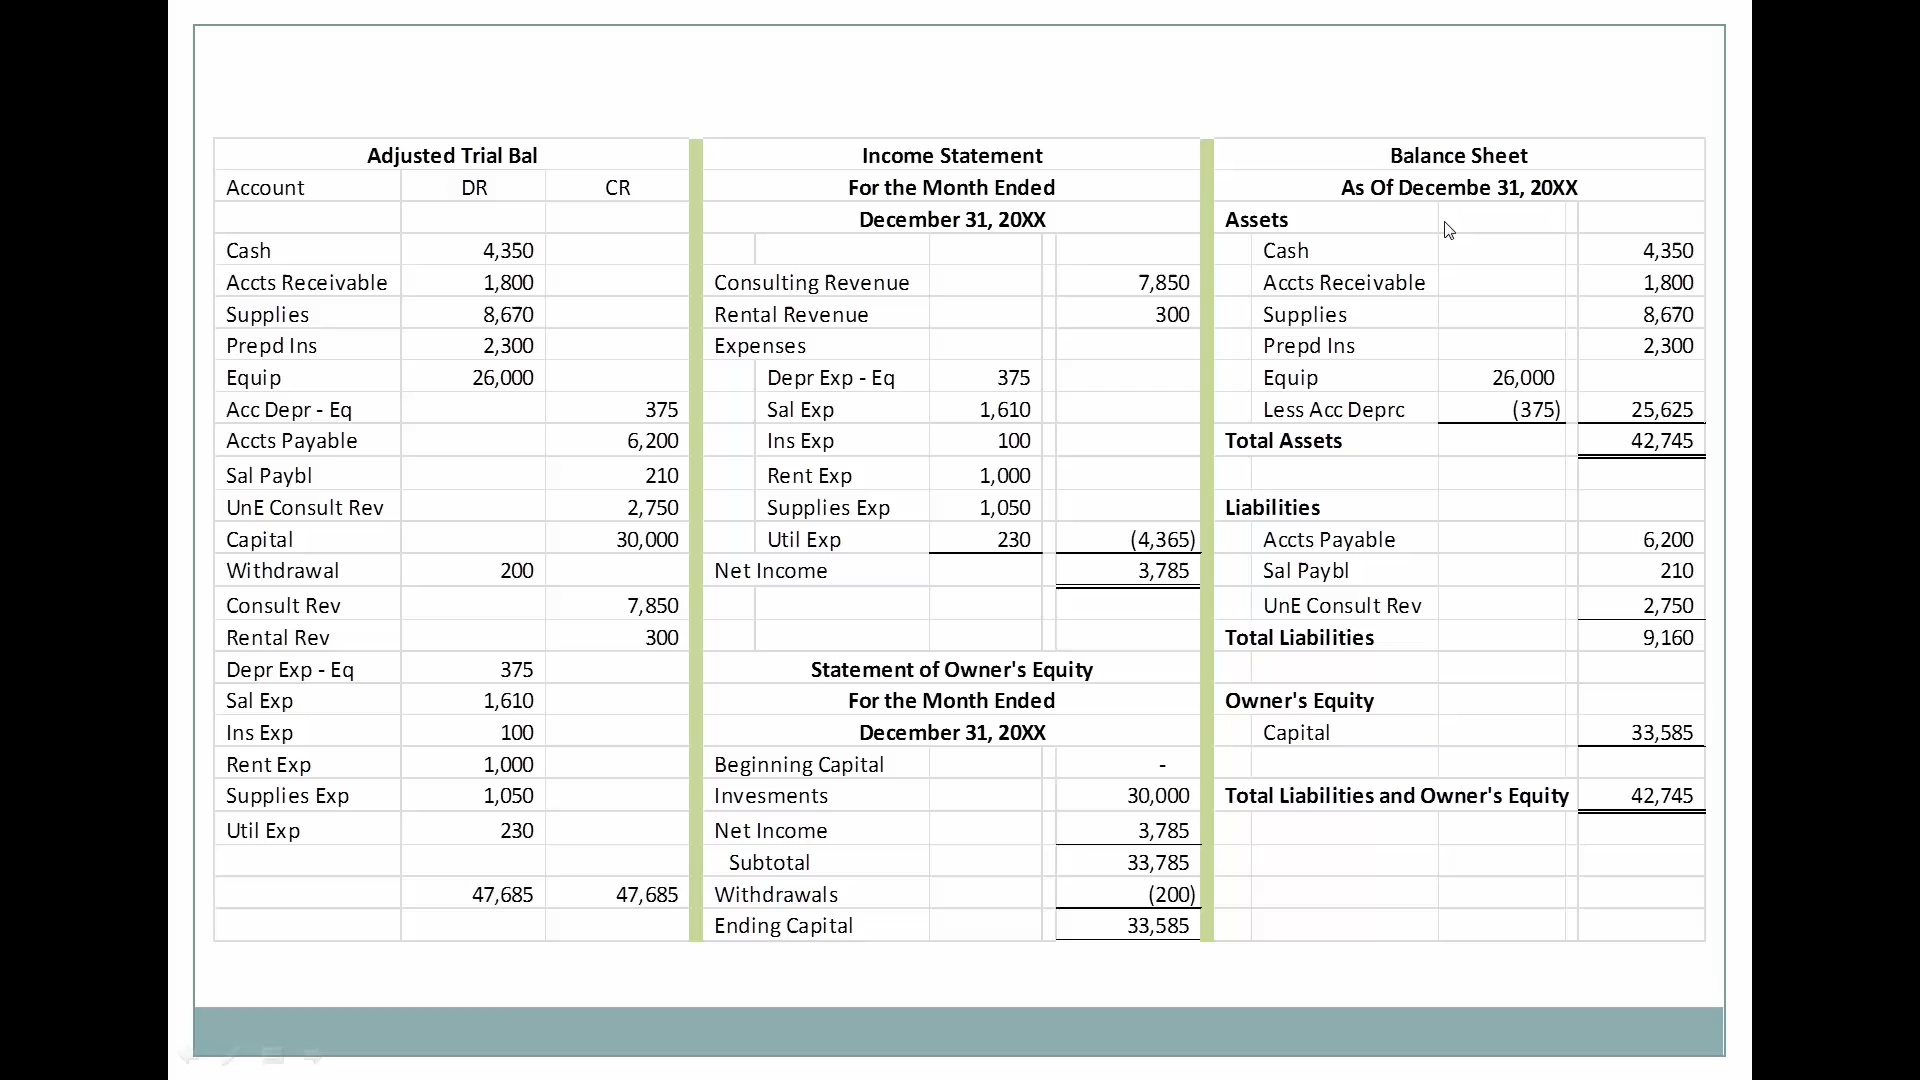 Adjusted Trial Bal
Account DR CR
Cash 4,350
Accts Receivable 1,800
Supplies 8,670
Prepd Ins 2,300
Equip 26,000
Acc Depr - Eq 375
Accts Payable 6,200
Sal Paybl 210
UnE Consult Rev 2,750
Capital 30,000
Withdrawal 200
Consult Rev 7,850
Rental Rev 300
Depr Exp - Eq 375
Sal Exp 1,610
Ins Exp 100
Rent Exp 1,000
Supplies Exp 1,050
Util Exp 230
47,685 47,685
Income Statement
For the Month Ended
December 31, 20XX
Consulting Revenue 7,850
Rental Revenue 300
Expenses
Depr Exp - Eq 375
Sal Exp 1,610
Ins Exp 100
Rent Exp 1,000
Supplies Exp 1,050
Util Exp 230 (4,365)
Net Income 3,785
Statement of Owner's Equity
For the Month Ended
December 31, 20XX
Beginning Capital -
Invesments 30,000
Net Income 3,785
Subtotal 33,785
Withdrawals (200)
Ending Capital 33,585
Balance Sheet
As Of Decembe 31, 20XX
Assets
Cash 4,350
Accts Receivable 1,800
Supplies 8,670
Prepd Ins 2,300
Equip 26,000
Less Acc Deprc (375) 25,625
Total Assets 42,745
Liabilities
Accts Payable 6,200
Sal Paybl 210
UnE Consult Rev 2,750
Total Liabilities 9,160
Owner's Equity
Capital 33,585
Total Liabilities and Owner's Equity 42,745